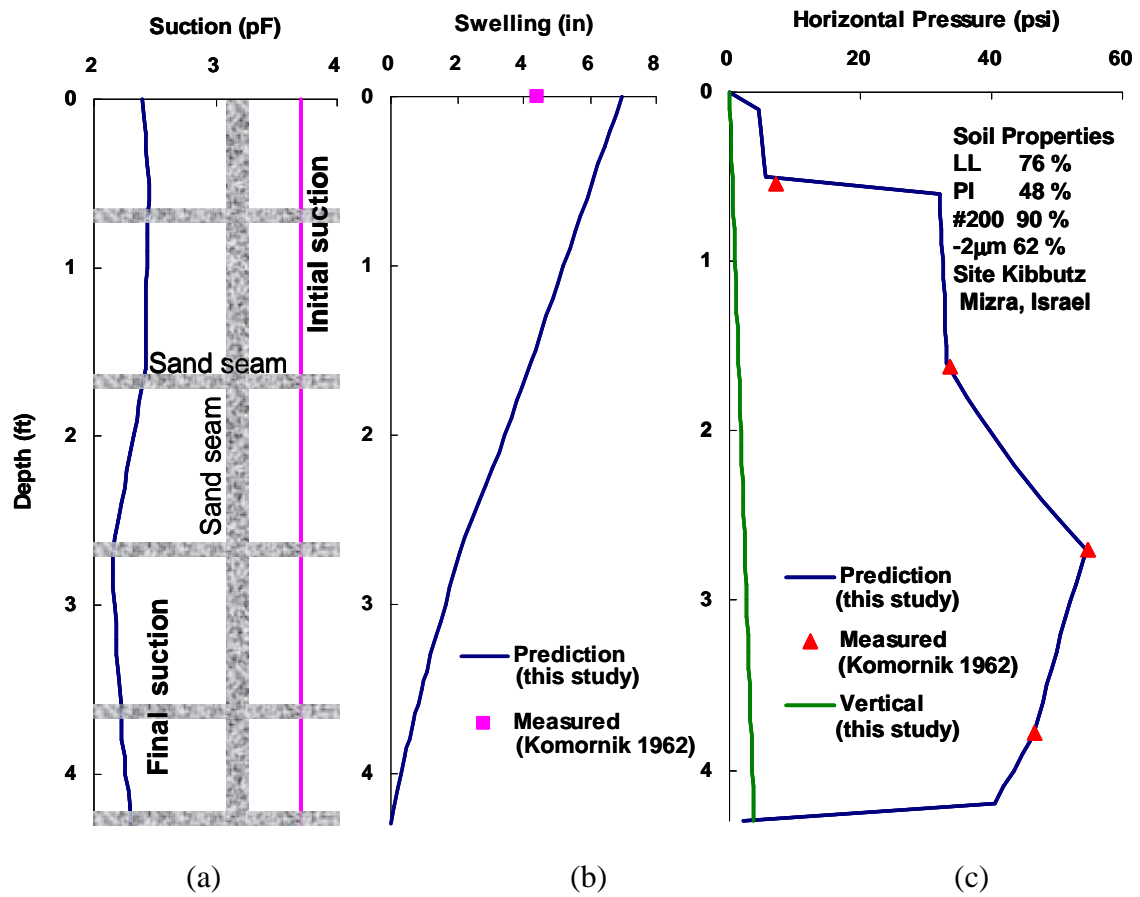 Suction (pF)
2 3 4
0
1
2
3
4
Depth (ft)
Initial suction
Sand seam
Sand seam
Final suction
(a)
Swelling (in)
0 2 4 6 8
0
1
2
3
4
Prediction
(this study)
Measured
(Komornik 1962)
(b)
Horizontal Pressure (psi)
0 20 40 60
0
1
2
3
4
Soil Properties
LL 76 %
PI 48 %
#200 90 %
-2μm 62 %
Site Kibbutz
Mizra, Israel
Prediction
(this study)
Measured
(Komornik 1962)
Vertical
(this study)
(c)